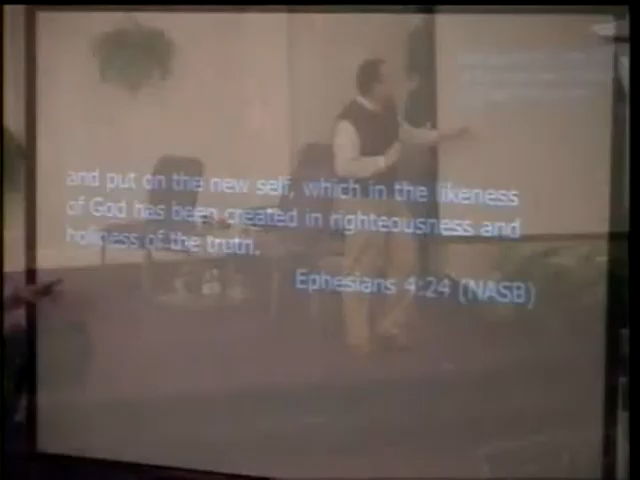 and put on the new self, which in the likeness
of God has been created in righteousness and
holiness of the truth.
Ephesians 4:24 (NASB)